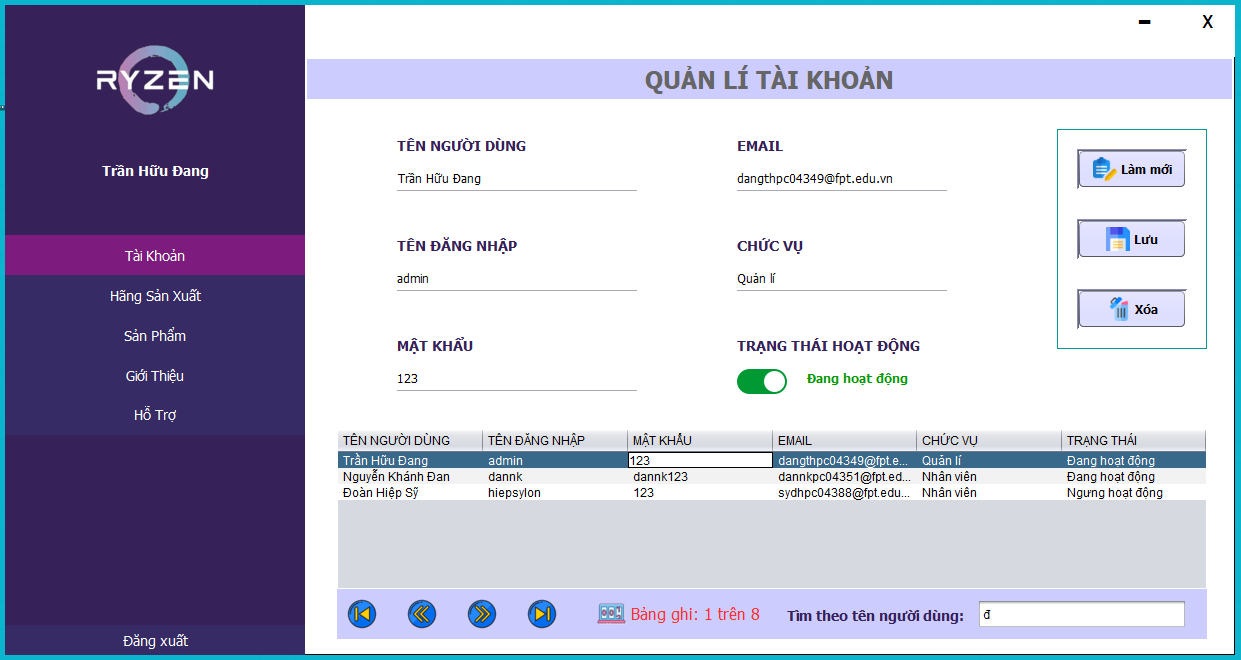 X
RYZEN
Trần Hữu Đang
Tài Khoản
Hãng Sản Xuất
Sản Phẩm
Giới Thiệu
Hỗ Trợ
Đăng xuất
QUẢN LÍ TÀI KHOẢN
TÊN NGƯỜI DÙNG
Trần Hữu Đang
EMAIL
dangthpc04349@fpt.edu.vn
TÊN ĐĂNG NHẬP
admin
CHỨC VỤ
Quản lí
MẬT KHẨU
123
TRẠNG THÁI HOẠT ĐỘNG
Đang hoạt động
Làm mới
Lưu
Xóa
TÊN NGƯỜI DÙNG TÊN ĐĂNG NHẬP MẬT KHẨU EMAIL CHỨC VỤ TRẠNG THÁI
Trần Hữu Đang admin 123 dangthpc04349@fpt.e... Quản lí Đang hoạt động
Nguyễn Khánh Đan dannk dannk123 dannkpc04351@fpt.ed... Nhân viên Đang hoạt động
Đoàn Hiệp Sỹ hiepsylon 123 sydhpc04388@fpt.edu... Nhân viên Ngưng hoạt động
Bảng ghi: 1 trên 8 Tìm theo tên người dùng: đ